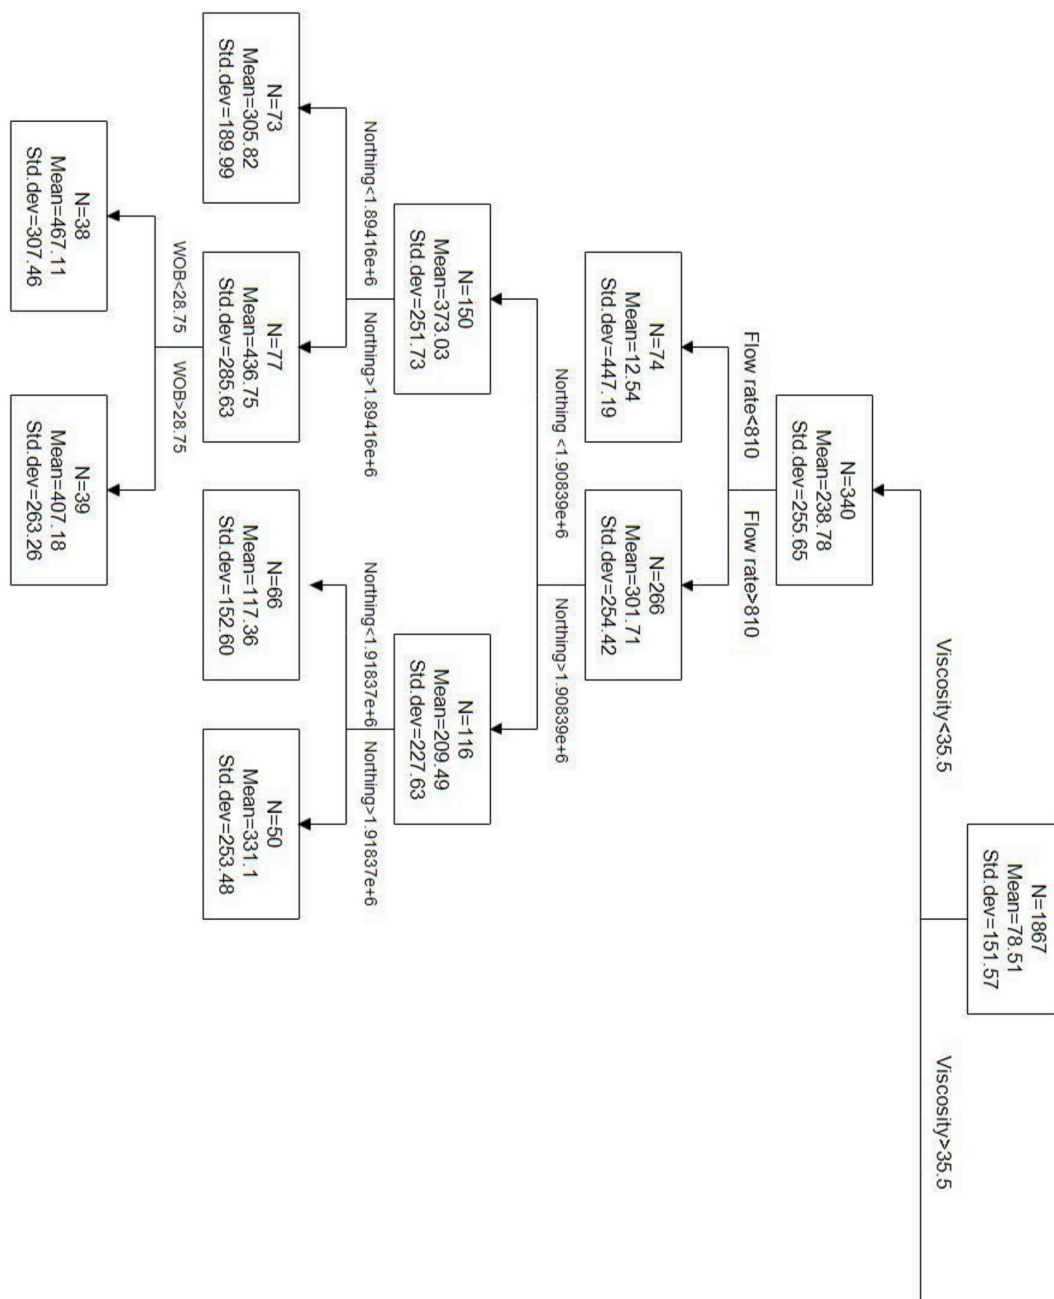 N=1867
Mean=78.51
Std.dev=151.57
Viscosity<35.5
Viscosity>35.5
N=340
Mean=238.78
Std.dev=255.65
Flow rate<810
Flow rate>810
N=74
Mean=12.54
Std.dev=447.19
N=266
Mean=301.71
Std.dev=254.42
Northing <1.90839e+6
Northing>1.90839e+6
N=150
Mean=373.03
Std.dev=251.73
N=116
Mean=209.49
Std.dev=227.63
Northing<1.89416e+6
Northing>1.89416e+6
Northing<1.91837e+6
Northing>1.91837e+6
N=73
Mean=305.82
Std.dev=189.99
N=77
Mean=436.75
Std.dev=285.63
N=66
Mean=117.36
Std.dev=152.60
N=50
Mean=331.1
Std.dev=253.48
WOB<28.75
WOB>28.75
N=38
Mean=467.11
Std.dev=307.46
N=39
Mean=407.18
Std.dev=263.26